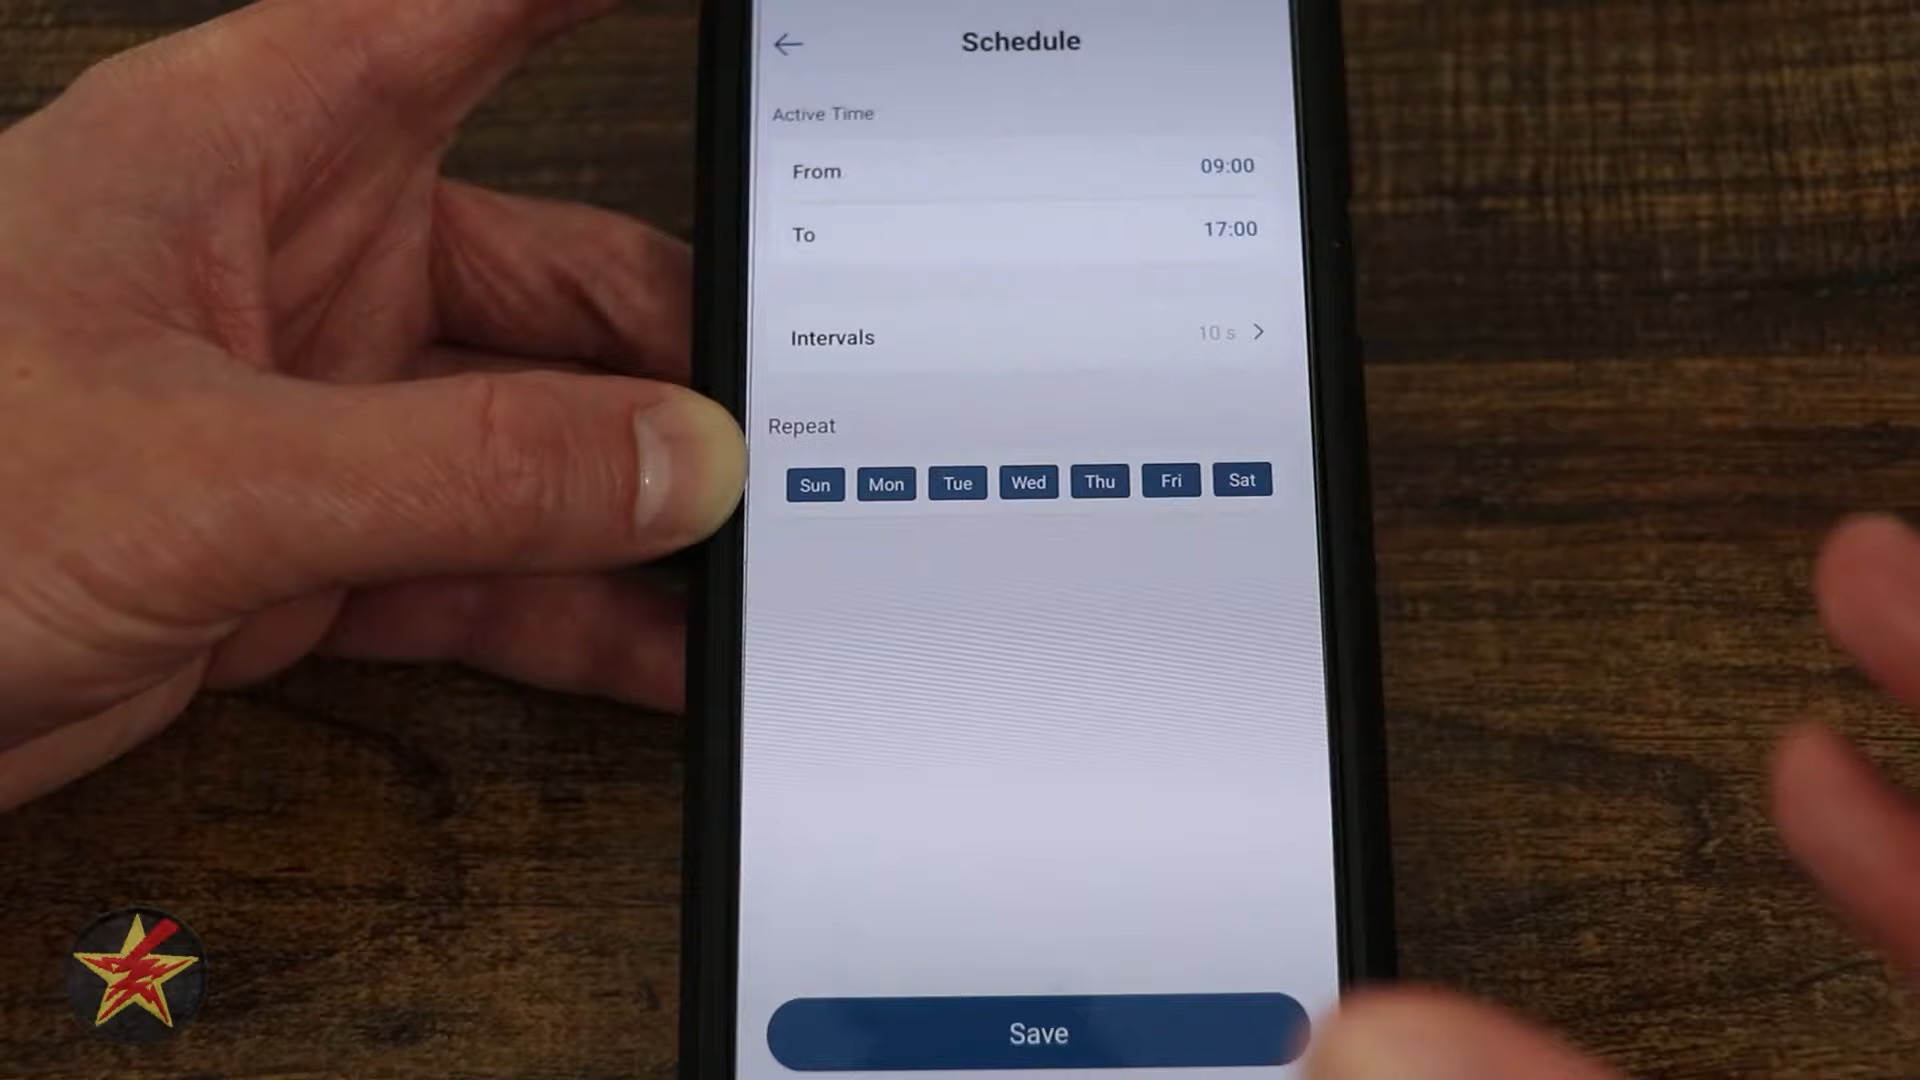 Schedule
Active Time
From 09:00
To 17:00
Intervals 10 s
Repeat
Sun Mon Tue Wed Thu Fri Sat
Save